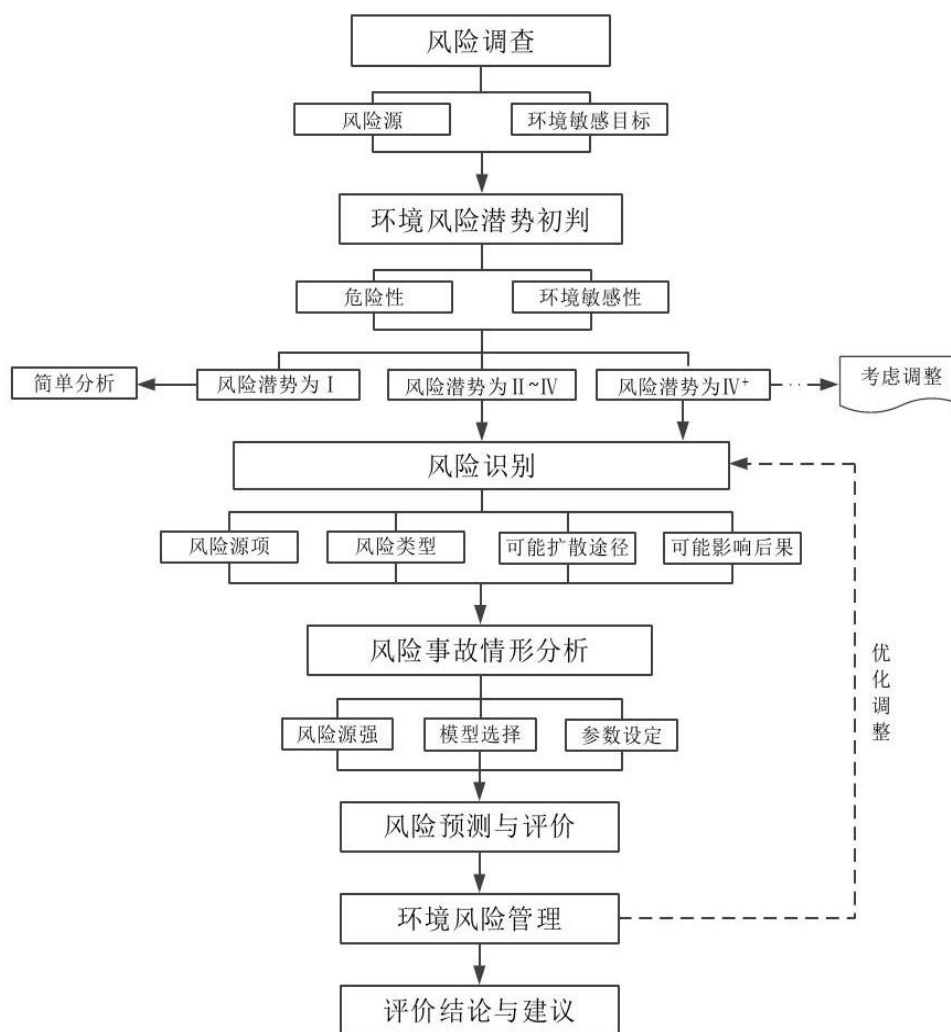 风险调查
风险源
环境敏感目标
环境风险潜势初判
危险性
环境敏感性
简单分析
风险潜势为Ⅰ
风险潜势为Ⅱ~Ⅳ
风险潜势为Ⅳ⁺
考虑调整
风险识别
风险源项
风险类型
可能扩散途径
可能影响后果
风险事故情形分析
优化调整
风险源强
模型选择
参数设定
风险预测与评价
环境风险管理
评价结论与建议